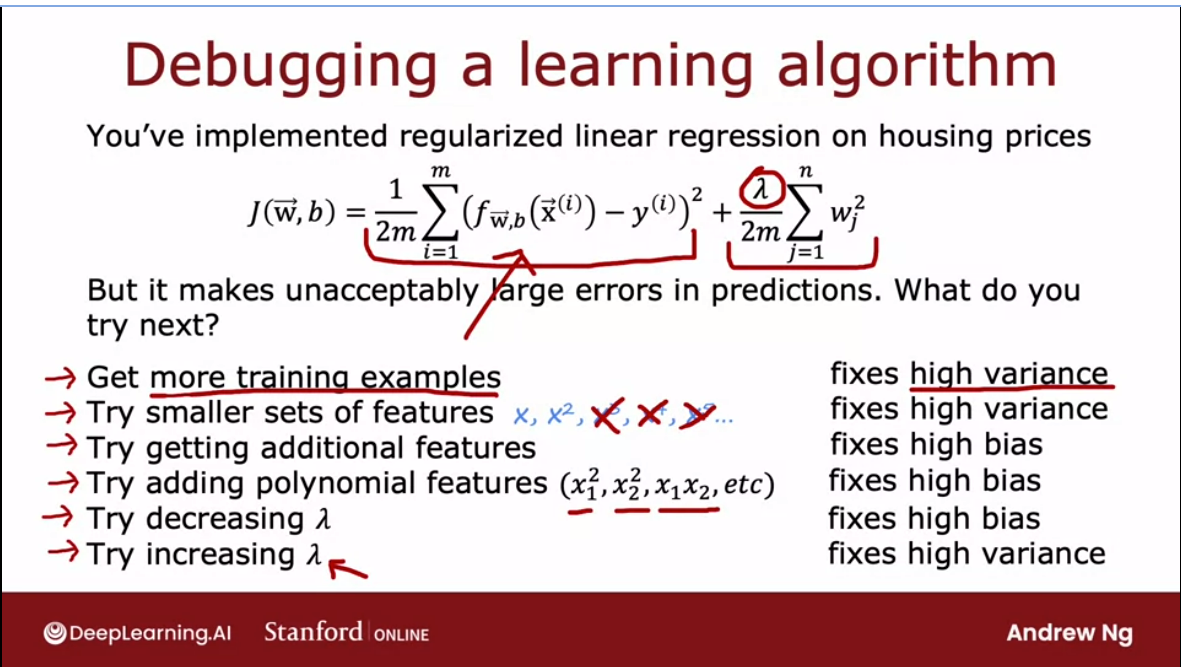 Debugging a learning algorithm
You've implemented regularized linear regression on housing prices
J(w⃗, b) = 1/2m ∑_{i=1}^{m} (f_{w⃗,b}(x⃗^{(i)}) − y^{(i)})² + λ/2m ∑_{j=1}^{n} w_j²
But it makes unacceptably large errors in predictions. What do you
try next?
→ Get more training examples fixes high variance
→ Try smaller sets of features x, x², ... fixes high variance
→ Try getting additional features fixes high bias
→ Try adding polynomial features (x₁², x₂², x₁x₂, etc) fixes high bias
→ Try decreasing λ fixes high bias
→ Try increasing λ fixes high variance
DeepLearning.AI Stanford ONLINE Andrew Ng